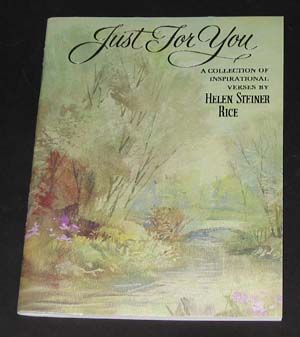 Just For You
A COLLECTION OF
INSPIRATIONAL
VERSES BY
HELEN STEINER
RICE